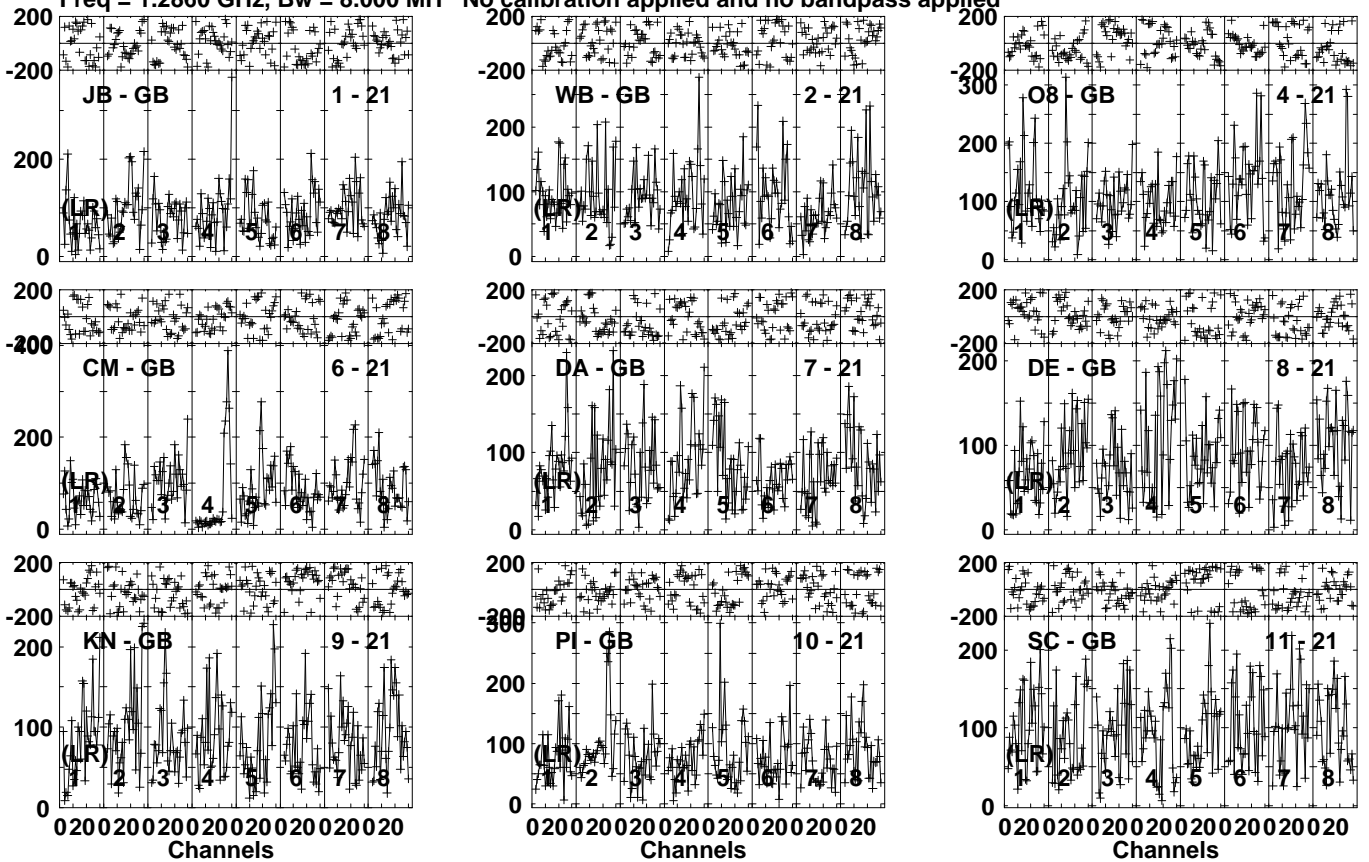 Freq = 1.2860 GHz, Bw = 8.000 MH No calibration applied and no bandpass applied
200 200 200
-200 -200 -200
JB - GB 1 - 21 WB - GB 2 - 21 O8 - GB 4 - 21
300
200 200 200
100 100
(LR) (LR) (LR)
1 2 3 4 5 6 7 8 1 2 3 4 5 6 7 8 1 2 3 4 5 6 7 8
0 0 0
200 200 200
-200 -200 -200
400
CM - GB 6 - 21 DA - GB 7 - 21 DE - GB 8 - 21
200 200 200
100 100
(LR) (LR) (LR)
1 2 3 4 5 6 7 8 1 2 3 4 5 6 7 8 1 2 3 4 5 6 7 8
0 0 0
200 200 200
-200 -200 -200
300
KN - GB 9 - 21 PI - GB 10 - 21 SC - GB 11 - 21
200 200 200
100 100 100
(LR) (LR) (LR)
1 2 3 4 5 6 7 8 1 2 3 4 5 6 7 8 1 2 3 4 5 6 7 8
0 0 0
0 20 0 20 0 20 0 20 0 20 0 20 0 20 0 20 0 20 0 20 0 20 0 20 0 20 0 20 0 20 0 20 0 20 0 20 0 20 0 20 0 20 0 20 0 20 0 20
Channels Channels Channels